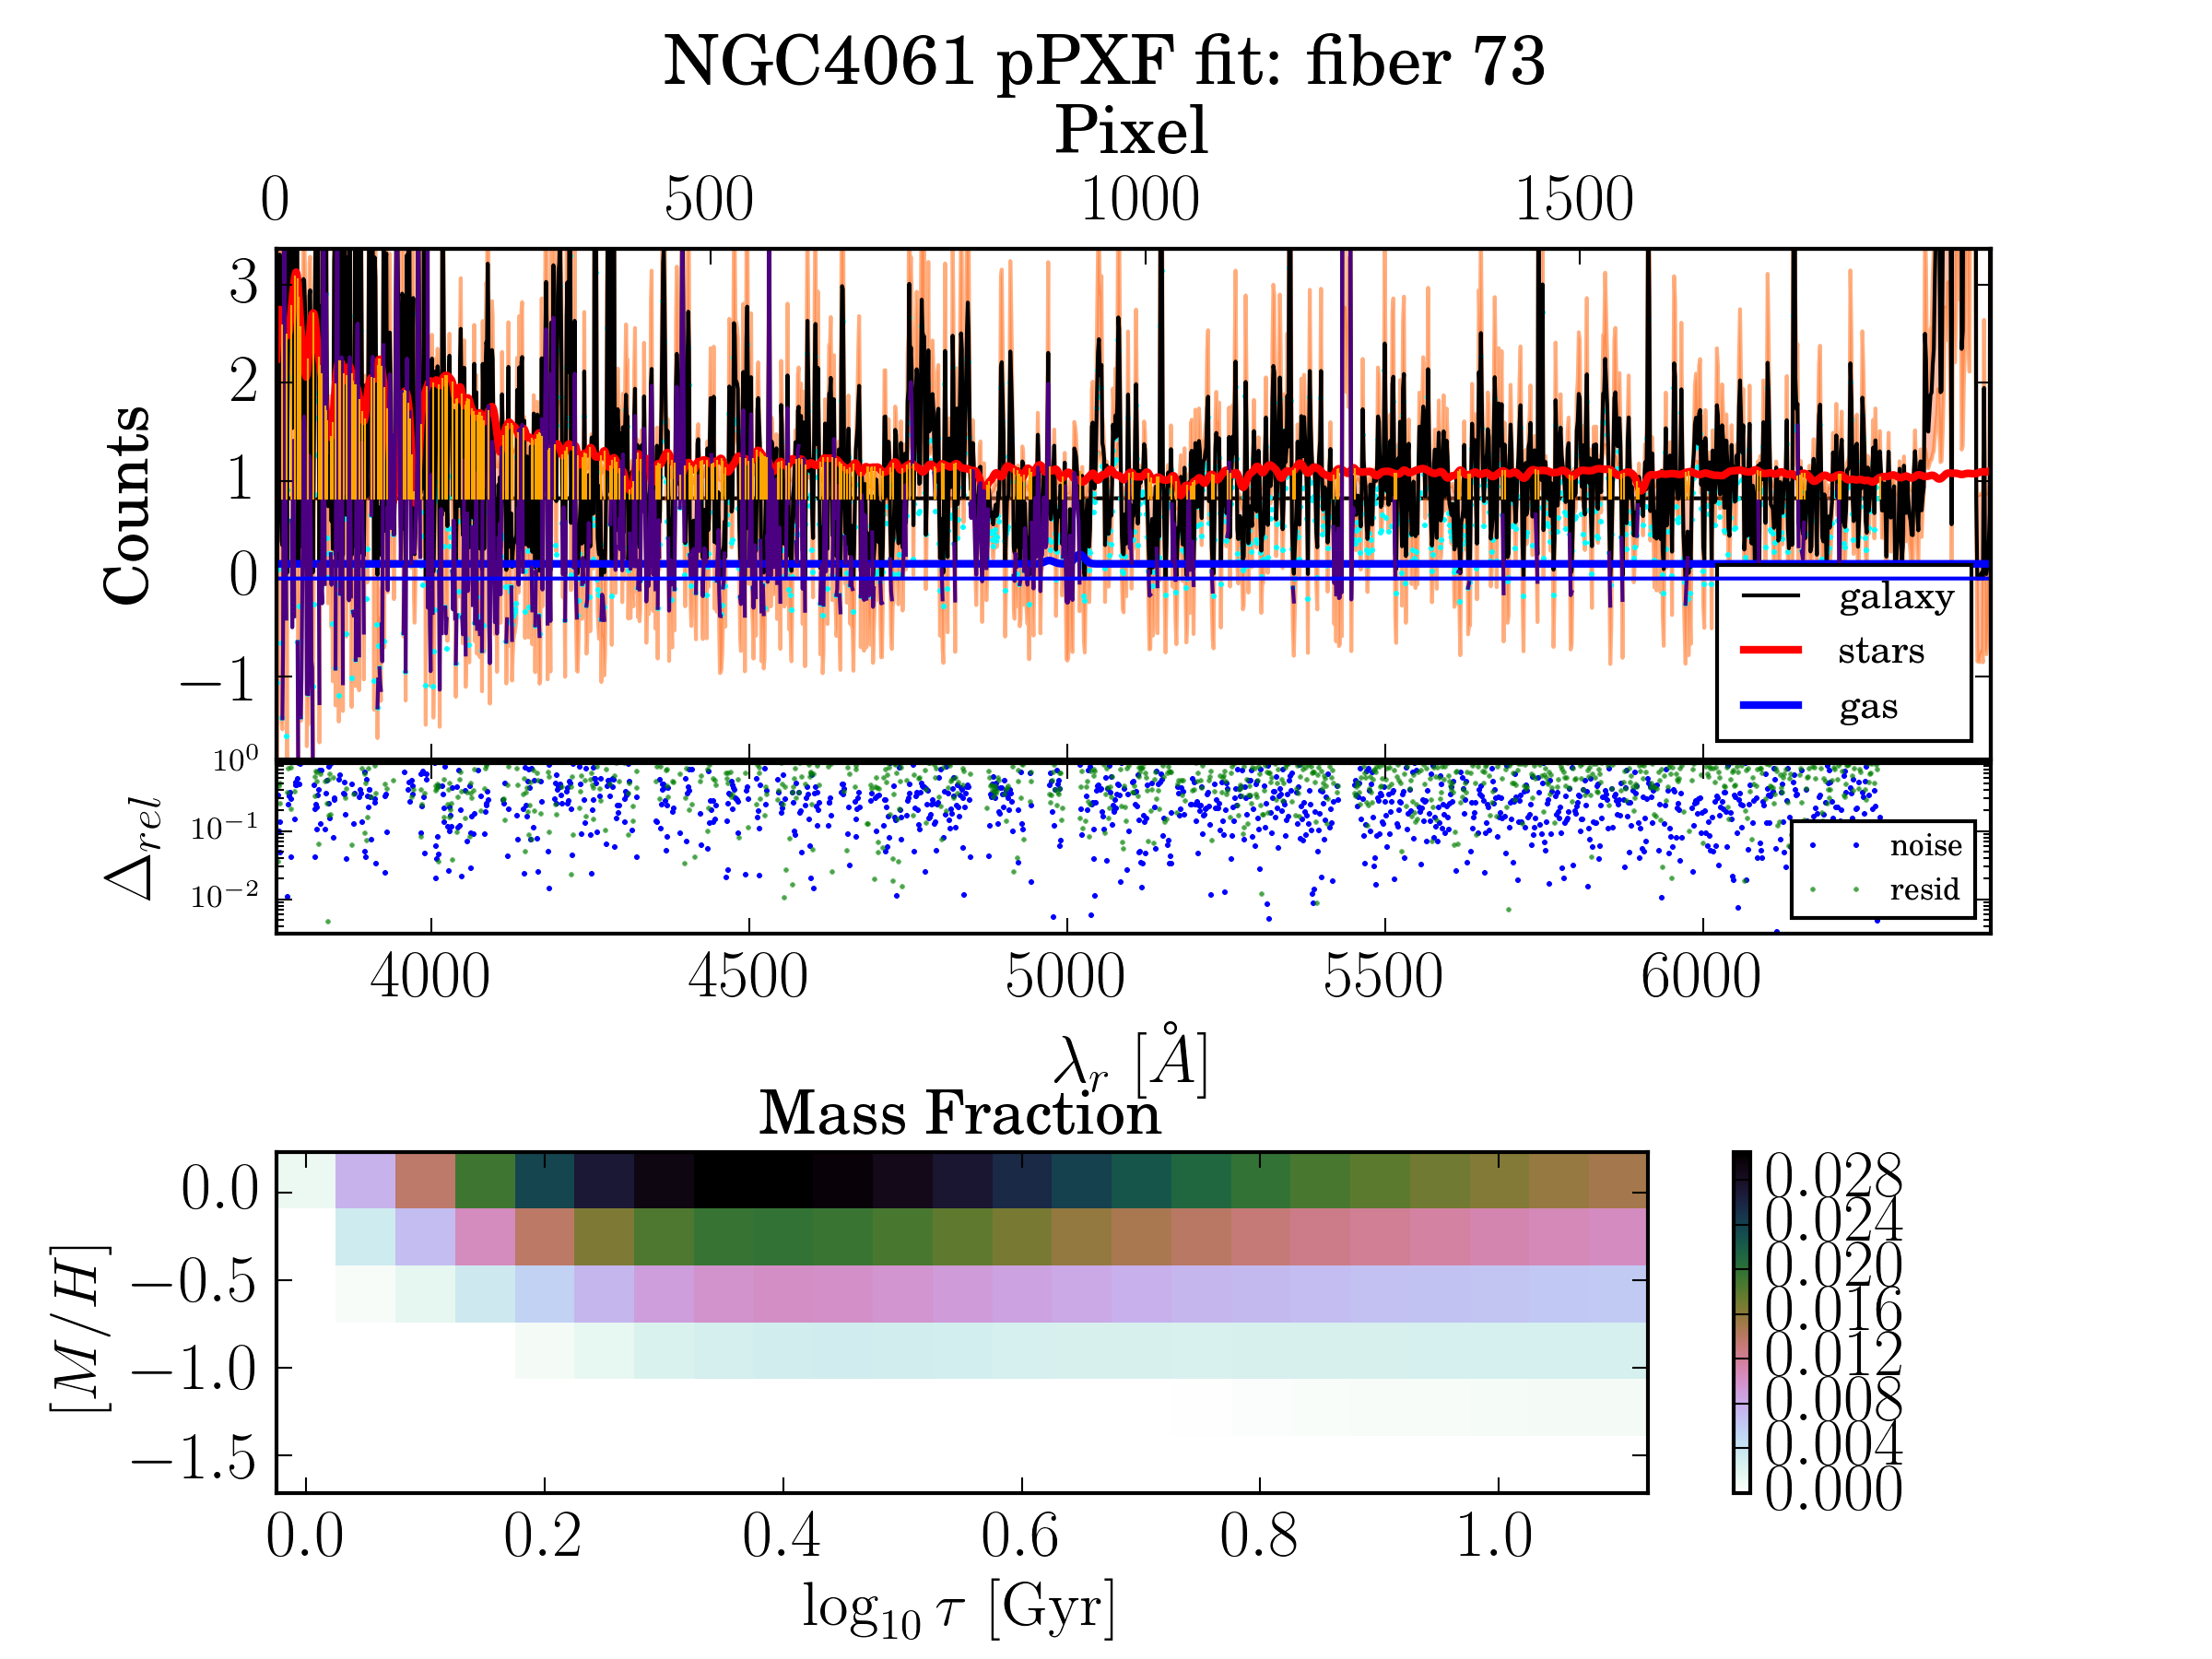 NGC4061 pPXF fit: fiber 73
Pixel
0 500 1000 1500
Counts
3
2
1
0
−1
galaxy
stars
gas
Δrel
10^0
10^−1
10^−2
noise
resid
4000 4500 5000 5500 6000
λr [Å]
Mass Fraction
[M/H]
0.0
−0.5
−1.0
−1.5
0.028
0.024
0.020
0.016
0.012
0.008
0.004
0.000
0.0 0.2 0.4 0.6 0.8 1.0
log10 τ [Gyr]